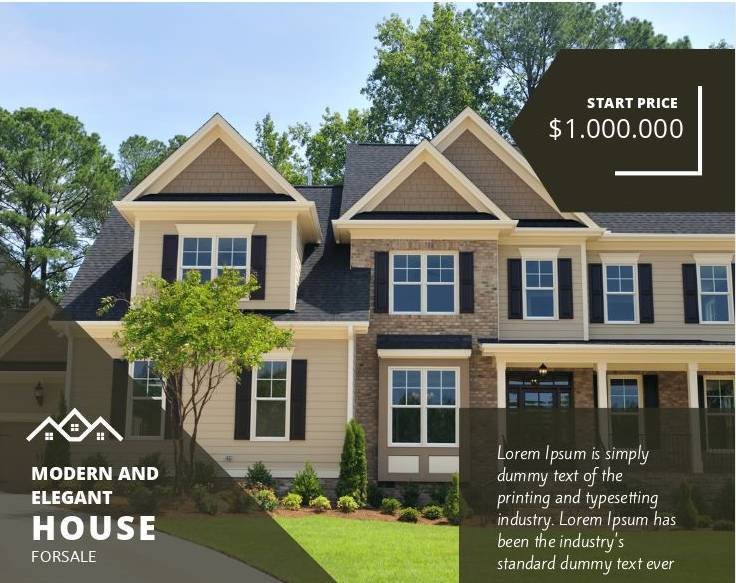 START PRICE
$1.000.000
MODERN AND
ELEGANT
HOUSE
FORSALE
Lorem Ipsum is simply
dummy text of the
printing and typesetting
industry. Lorem Ipsum has
been the industry's
standard dummy text ever